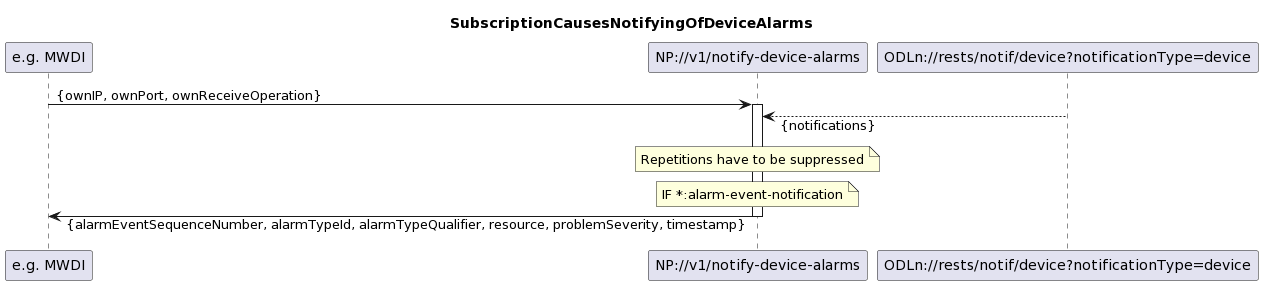 SubscriptionCausesNotifyingOfDeviceAlarms
e.g. MWDI
NP://v1/notify-device-alarms
ODLn://rests/notif/device?notificationType=device
{ownIP, ownPort, ownReceiveOperation}
{notifications}
Repetitions have to be suppressed
IF *:alarm-event-notification
{alarmEventSequenceNumber, alarmTypeId, alarmTypeQualifier, resource, problemSeverity, timestamp}
e.g. MWDI
NP://v1/notify-device-alarms
ODLn://rests/notif/device?notificationType=device